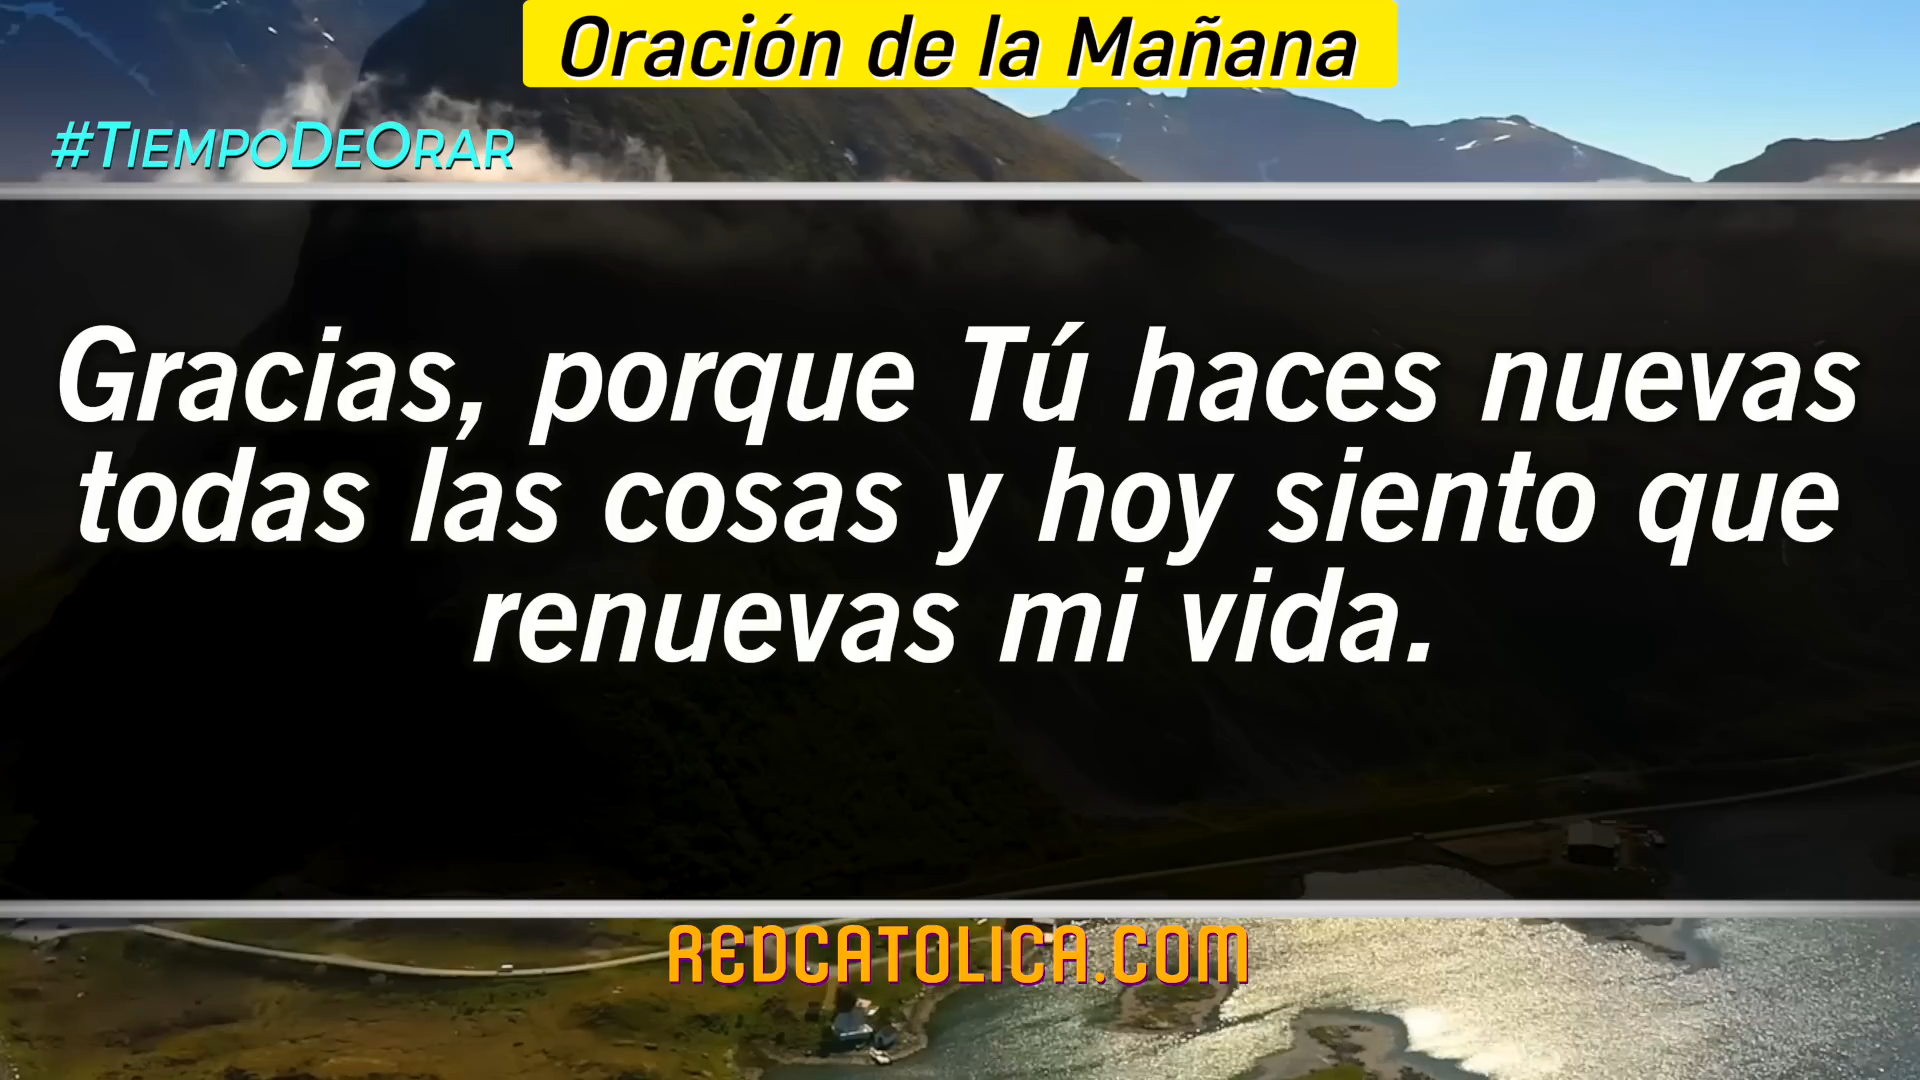 Oración de la Mañana
#TiempoDeOrar
Gracias, porque Tú haces nuevas
todas las cosas y hoy siento que
renuevas mi vida.
REDCATOLICA.COM